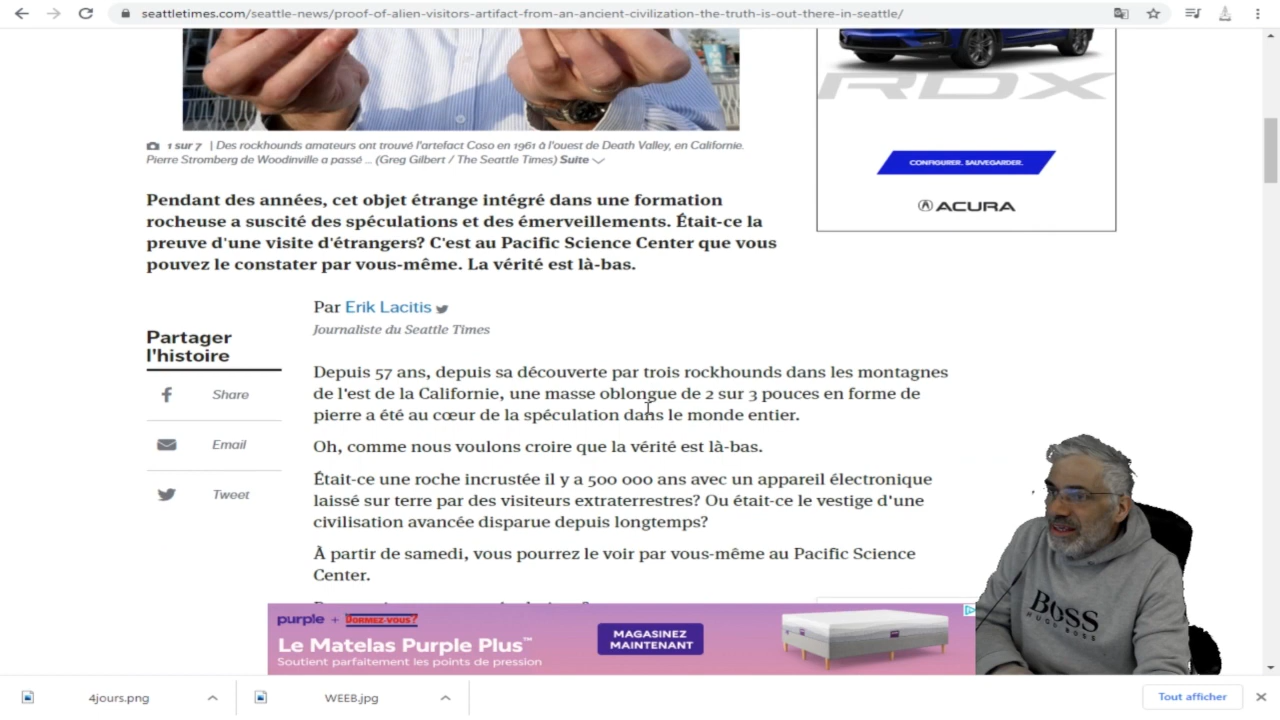 seattletimes.com/seattle-news/proof-of-alien-visitors-artifact-from-an-ancient-civilization-the-truth-is-out-there-in-seattle/
RDX
CONFIGURER. SAUVEGARDER.
ACURA
1 sur 7 | Des rockhounds amateurs ont trouvé l'artefact Coso en 1961 à l'ouest de Death Valley, en Californie.
Pierre Stromberg de Woodinville a passé ... (Greg Gilbert / The Seattle Times) Suite
Pendant des années, cet objet étrange intégré dans une formation
rocheuse a suscité des spéculations et des émerveillements. Était-ce la
preuve d'une visite d'étrangers? C'est au Pacific Science Center que vous
pouvez le constater par vous-même. La vérité est là-bas.
Par Erik Lacitis
Journaliste du Seattle Times
Partager
l'histoire
Share
Email
Tweet
Depuis 57 ans, depuis sa découverte par trois rockhounds dans les montagnes
de l'est de la Californie, une masse oblongue de 2 sur 3 pouces en forme de
pierre a été au cœur de la spéculation dans le monde entier.
Oh, comme nous voulons croire que la vérité est là-bas.
Était-ce une roche incrustée il y a 500 000 ans avec un appareil électronique
laissé sur terre par des visiteurs extraterrestres? Ou était-ce le vestige d'une
civilisation avancée disparue depuis longtemps?
À partir de samedi, vous pourrez le voir par vous-même au Pacific Science
Center.
purple + DORMEZ-VOUS?
Le Matelas Purple Plus™
Soutient parfaitement les points de pression
MAGASINEZ
MAINTENANT
BOSS
HUGO BOSS
4jours.png
WEEB.jpg
Tout afficher